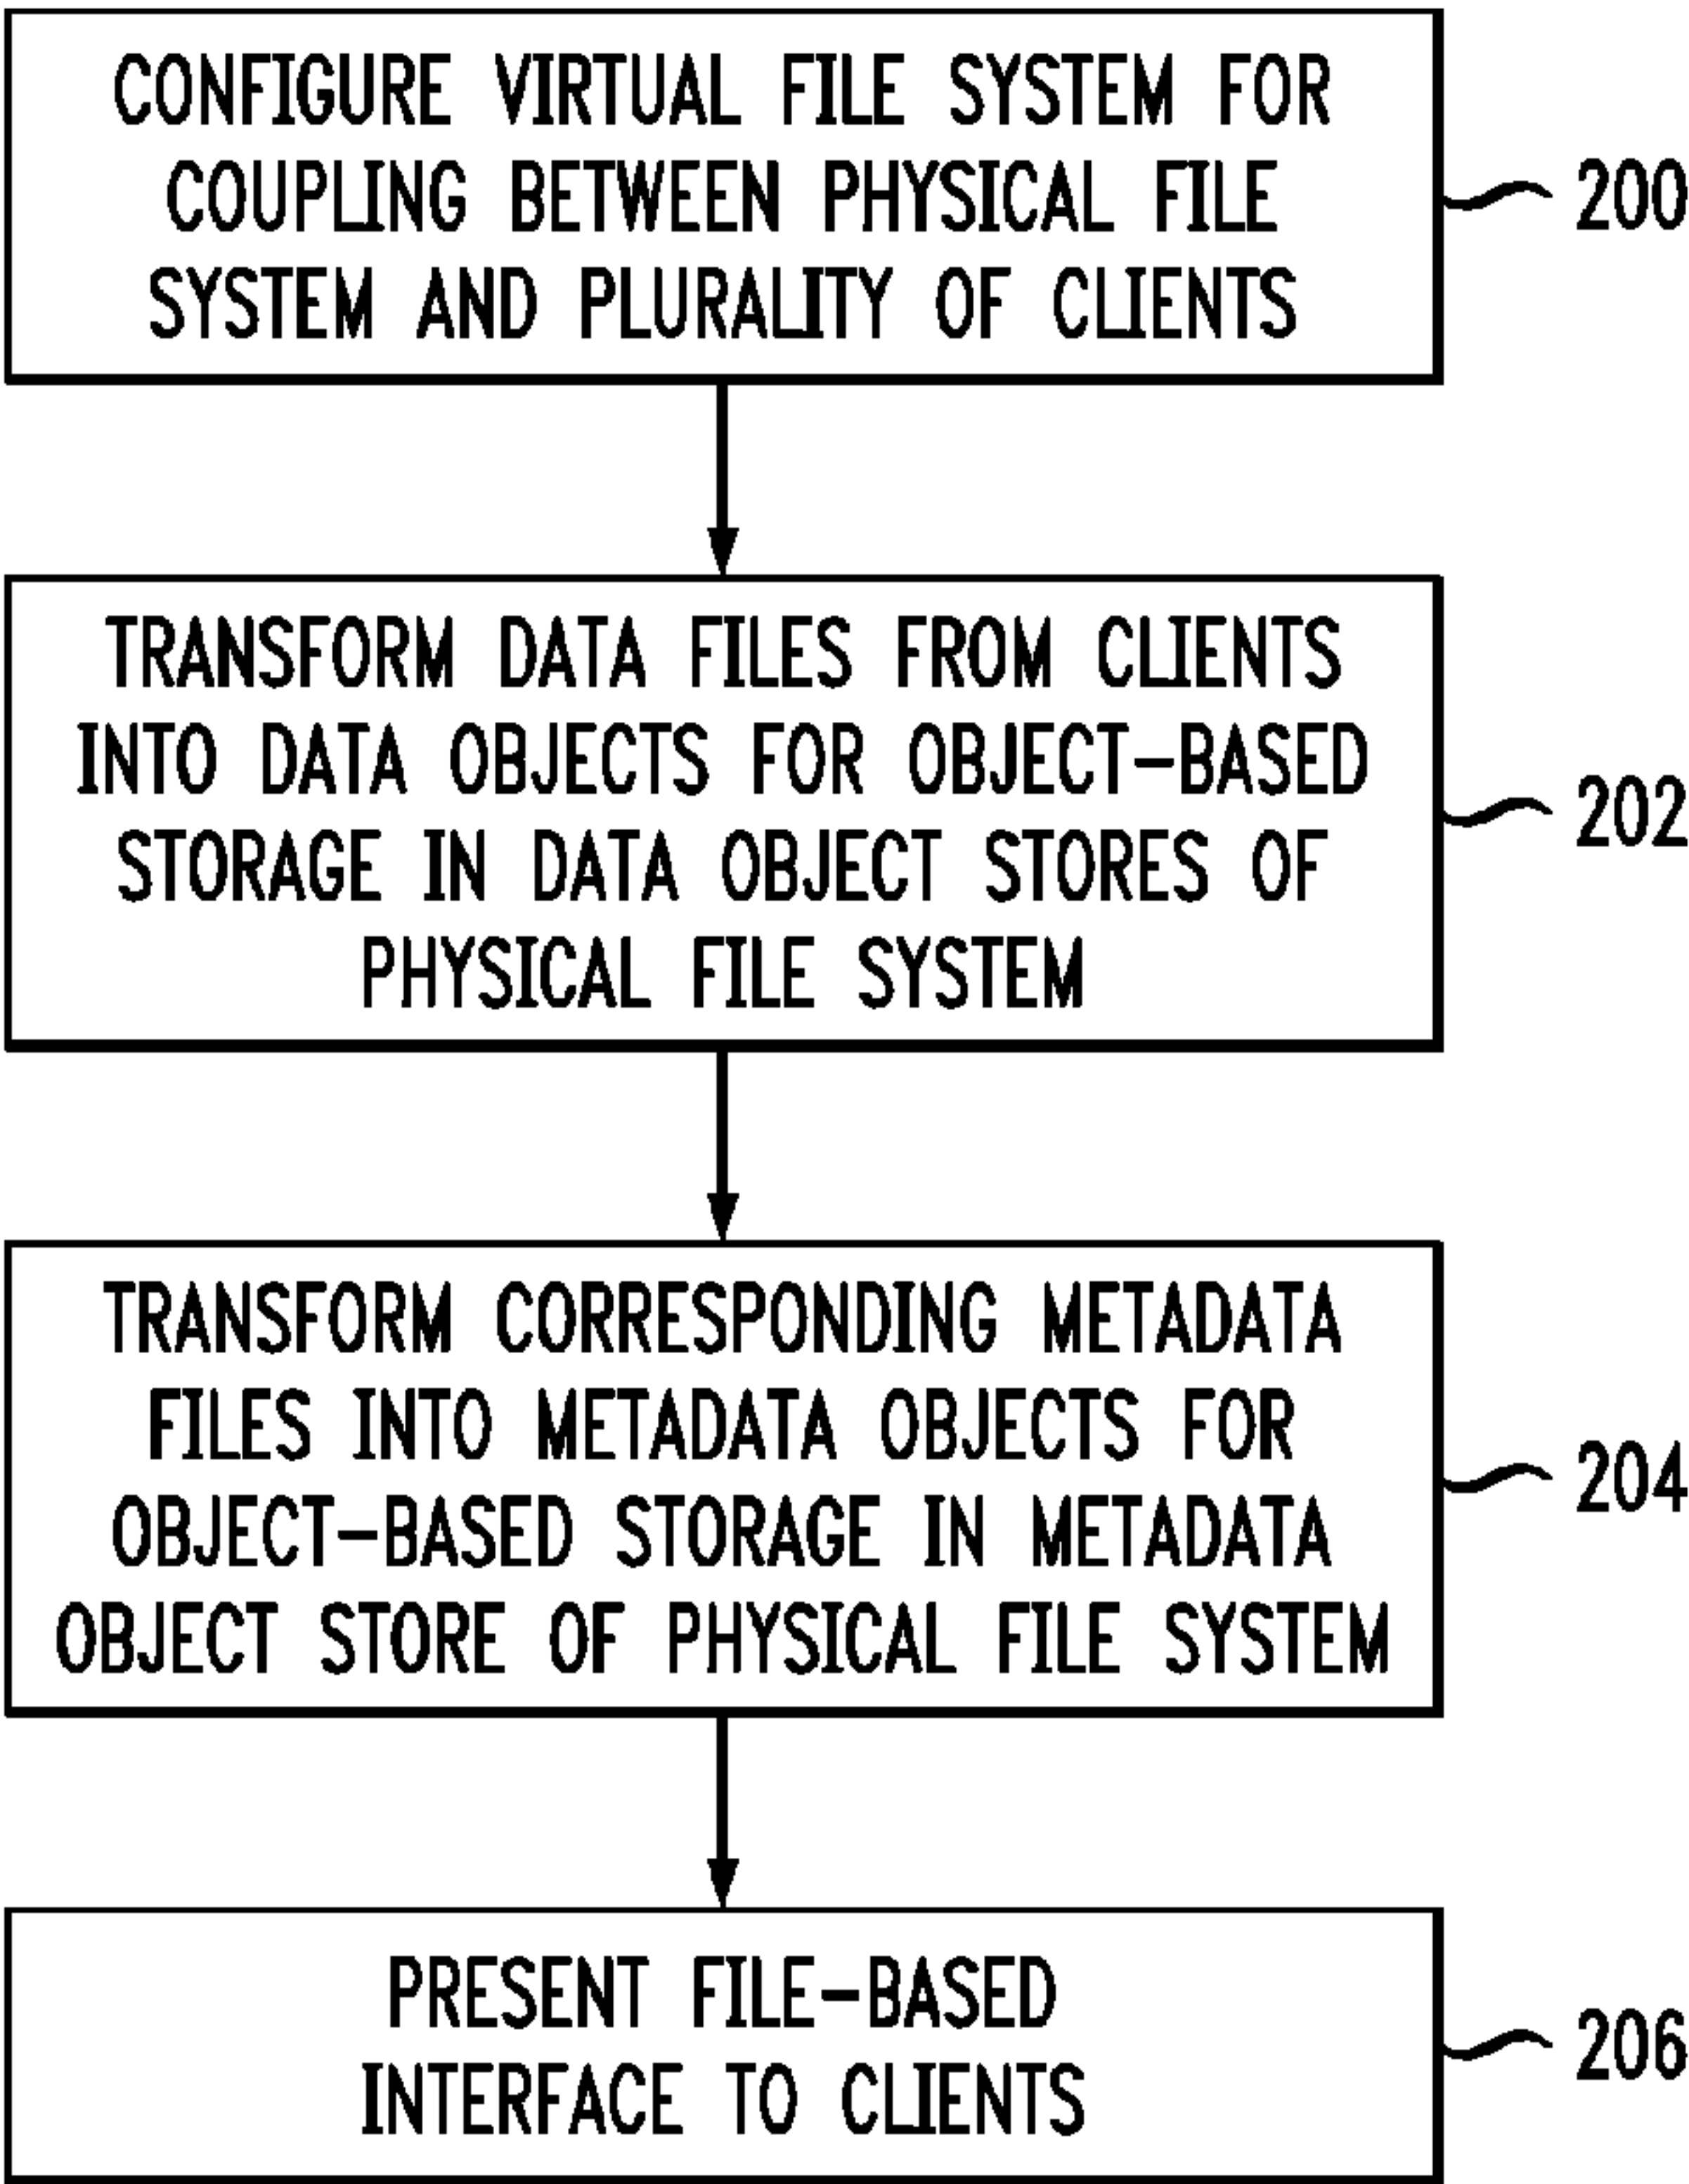 CONFIGURE VIRTUAL FILE SYSTEM FOR
COUPLING BETWEEN PHYSICAL FILE
SYSTEM AND PLURALITY OF CLIENTS
200
TRANSFORM DATA FILES FROM CLIENTS
INTO DATA OBJECTS FOR OBJECT-BASED
STORAGE IN DATA OBJECT STORES OF
PHYSICAL FILE SYSTEM
202
TRANSFORM CORRESPONDING METADATA
FILES INTO METADATA OBJECTS FOR
OBJECT-BASED STORAGE IN METADATA
OBJECT STORE OF PHYSICAL FILE SYSTEM
204
PRESENT FILE-BASED
INTERFACE TO CLIENTS
206